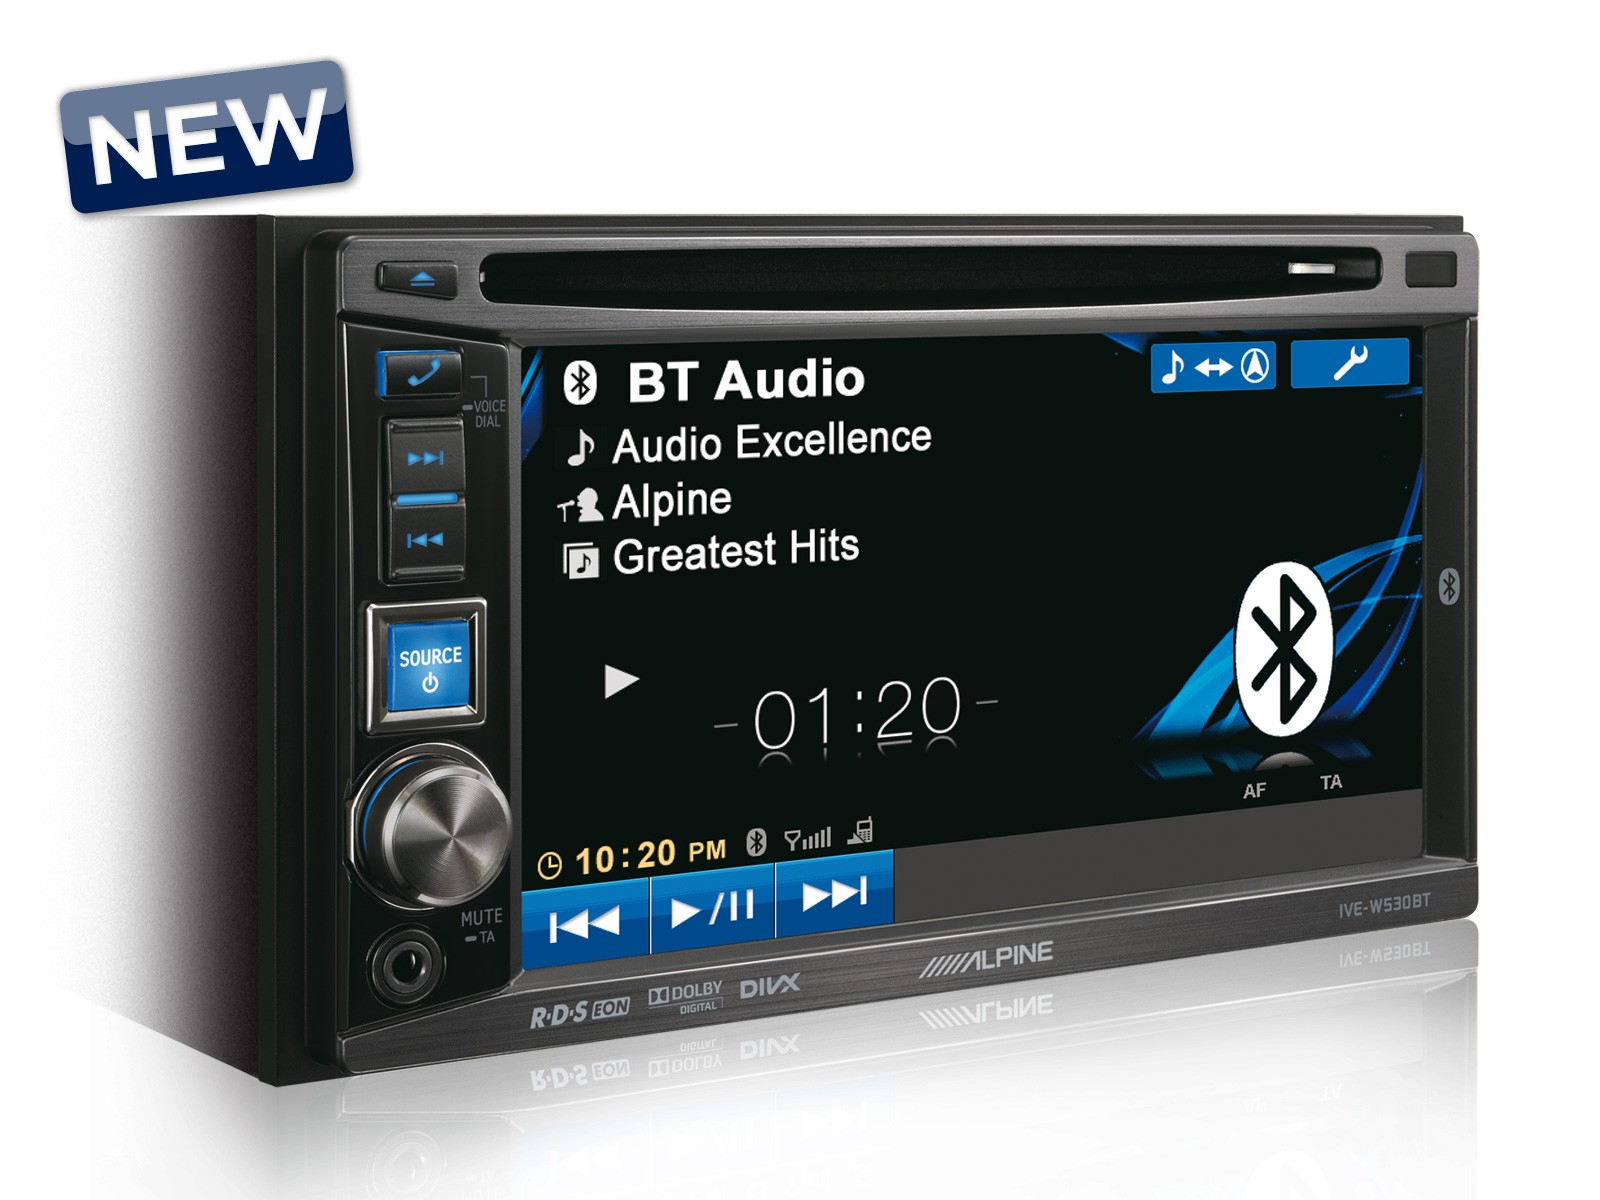 NEW
VOICE
DIAL
SOURCE
MUTE
TA
BT Audio
Audio Excellence
Alpine
Greatest Hits
-01:20-
AF TA
10:20 PM
IVE-W530BT
R·D·S EON
DOLBY
DIGITAL
DIVX
ALPINE